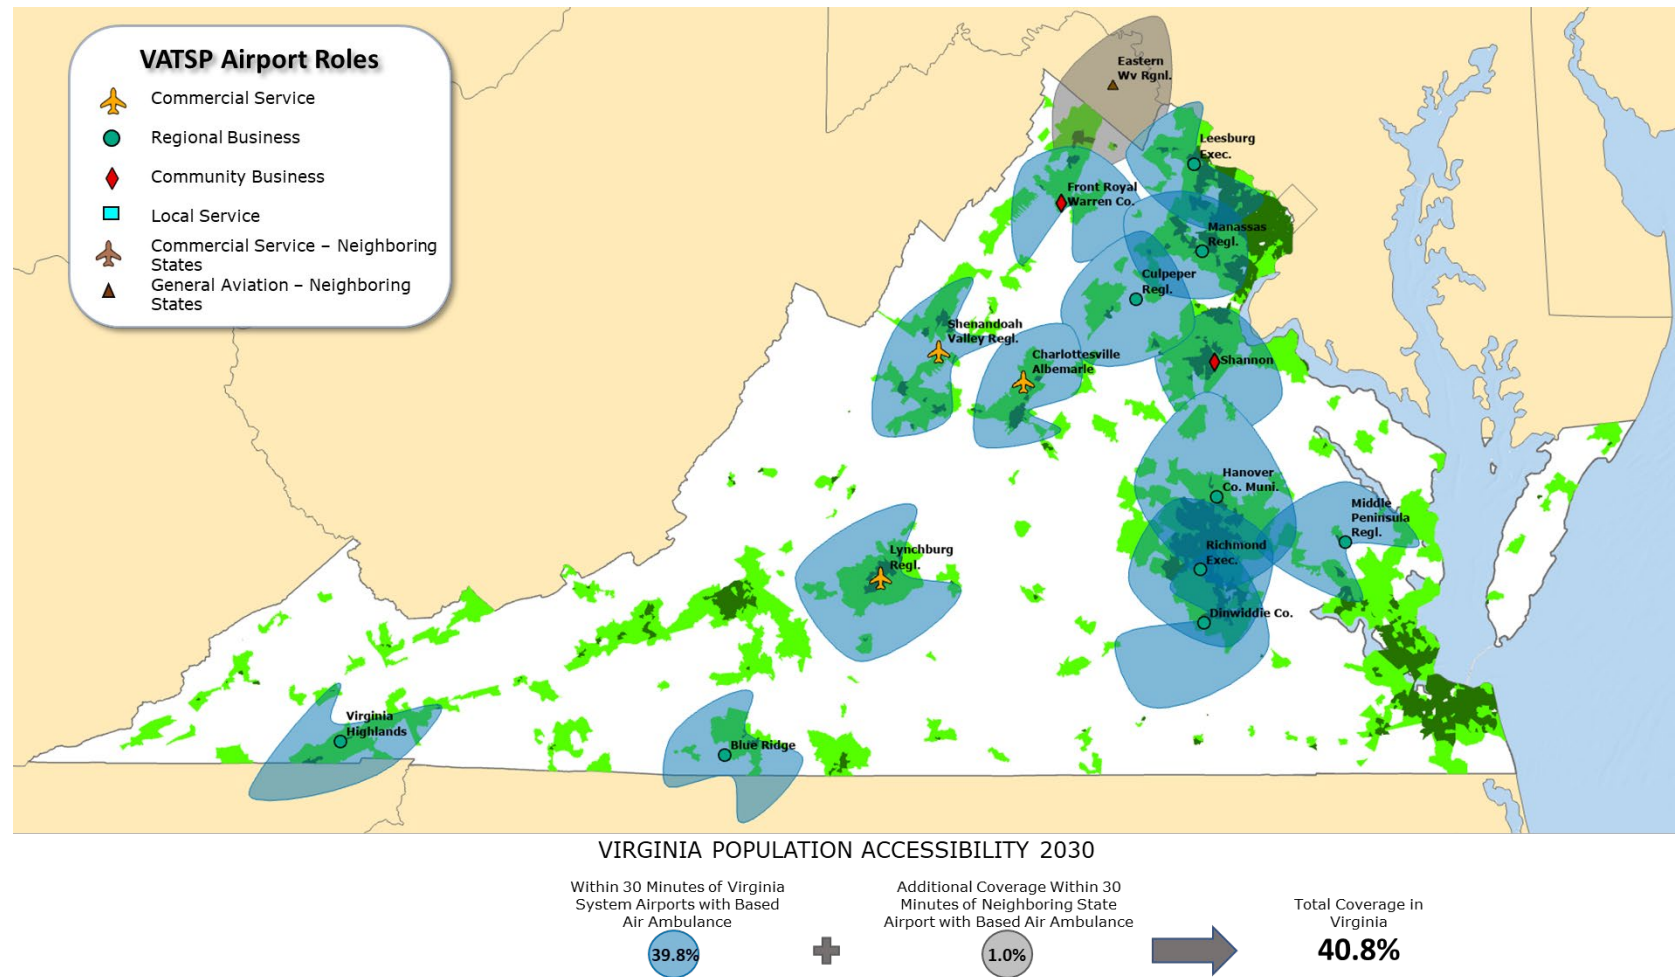 VATSP Airport Roles
Commercial Service
Regional Business
Community Business
Local Service
Commercial Service – Neighboring
States
General Aviation – Neighboring
States
Eastern
Wv Rgnl.
Leesburg
Exec.
Front Royal
Warren Co.
Manassas
Regl.
Culpeper
Regl.
Shenandoah
Valley Regl.
Charlottesville
Albemarle
Shannon
Hanover
Co. Muni.
Middle
Peninsula
Regl.
Lynchburg
Regl.
Richmond
Exec.
Dinwiddie Co.
Virginia
Highlands
Blue Ridge
VIRGINIA POPULATION ACCESSIBILITY 2030
Within 30 Minutes of Virginia
System Airports with Based
Air Ambulance
39.8%
Additional Coverage Within 30
Minutes of Neighboring State
Airport with Based Air Ambulance
1.0%
Total Coverage in
Virginia
40.8%